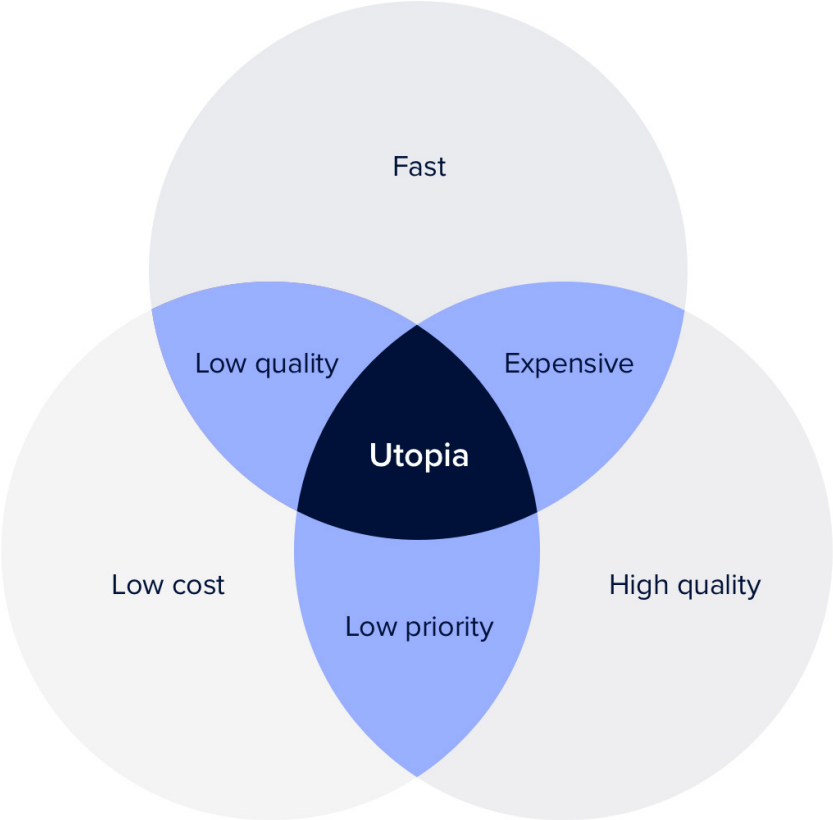 Fast
Low quality
Expensive
Utopia
Low cost
High quality
Low priority